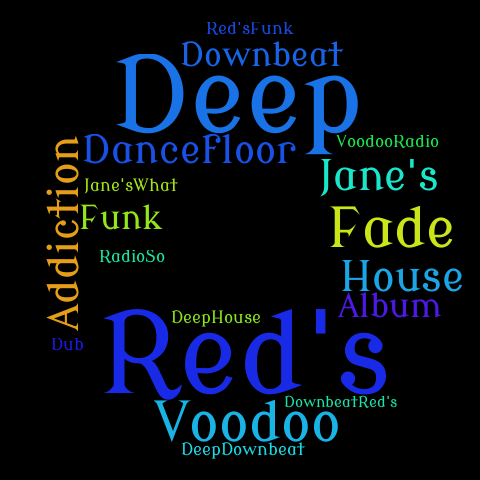 Red'sFunk
Downbeat
Deep
DanceFloor
VoodooRadio
Jane's
Jane'sWhat
Addiction
Funk
Fade
RadioSo
House
Album
DeepHouse
Red's
Dub
DownbeatRed's
Voodoo
DeepDownbeat